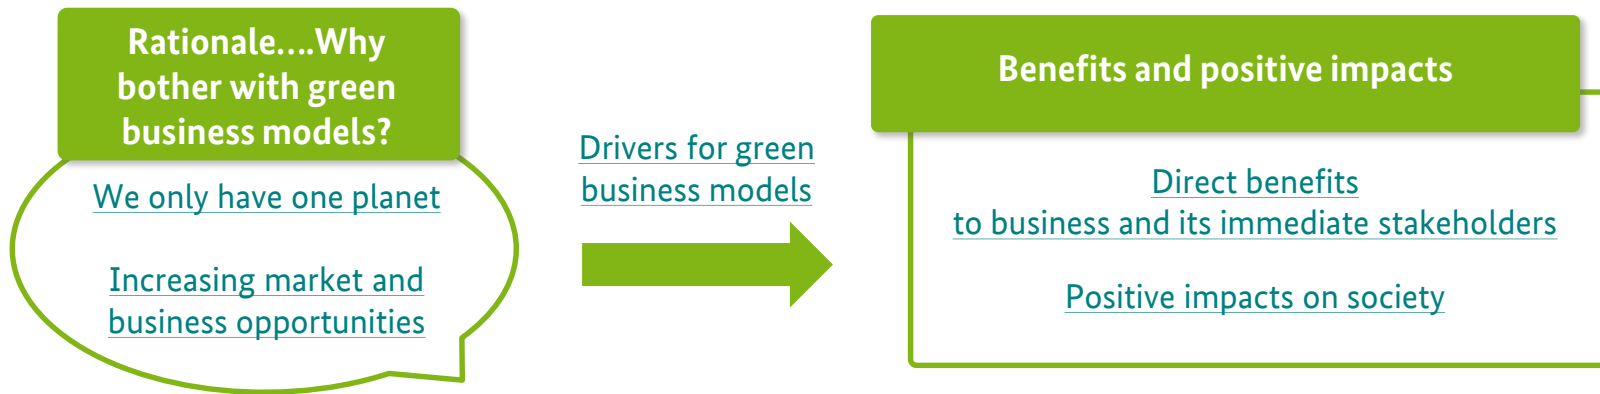 Rationale....Why
bother with green
business models?
We only have one planet
Increasing market and
business opportunities
Drivers for green
business models
Benefits and positive impacts
Direct benefits
to business and its immediate stakeholders
Positive impacts on society